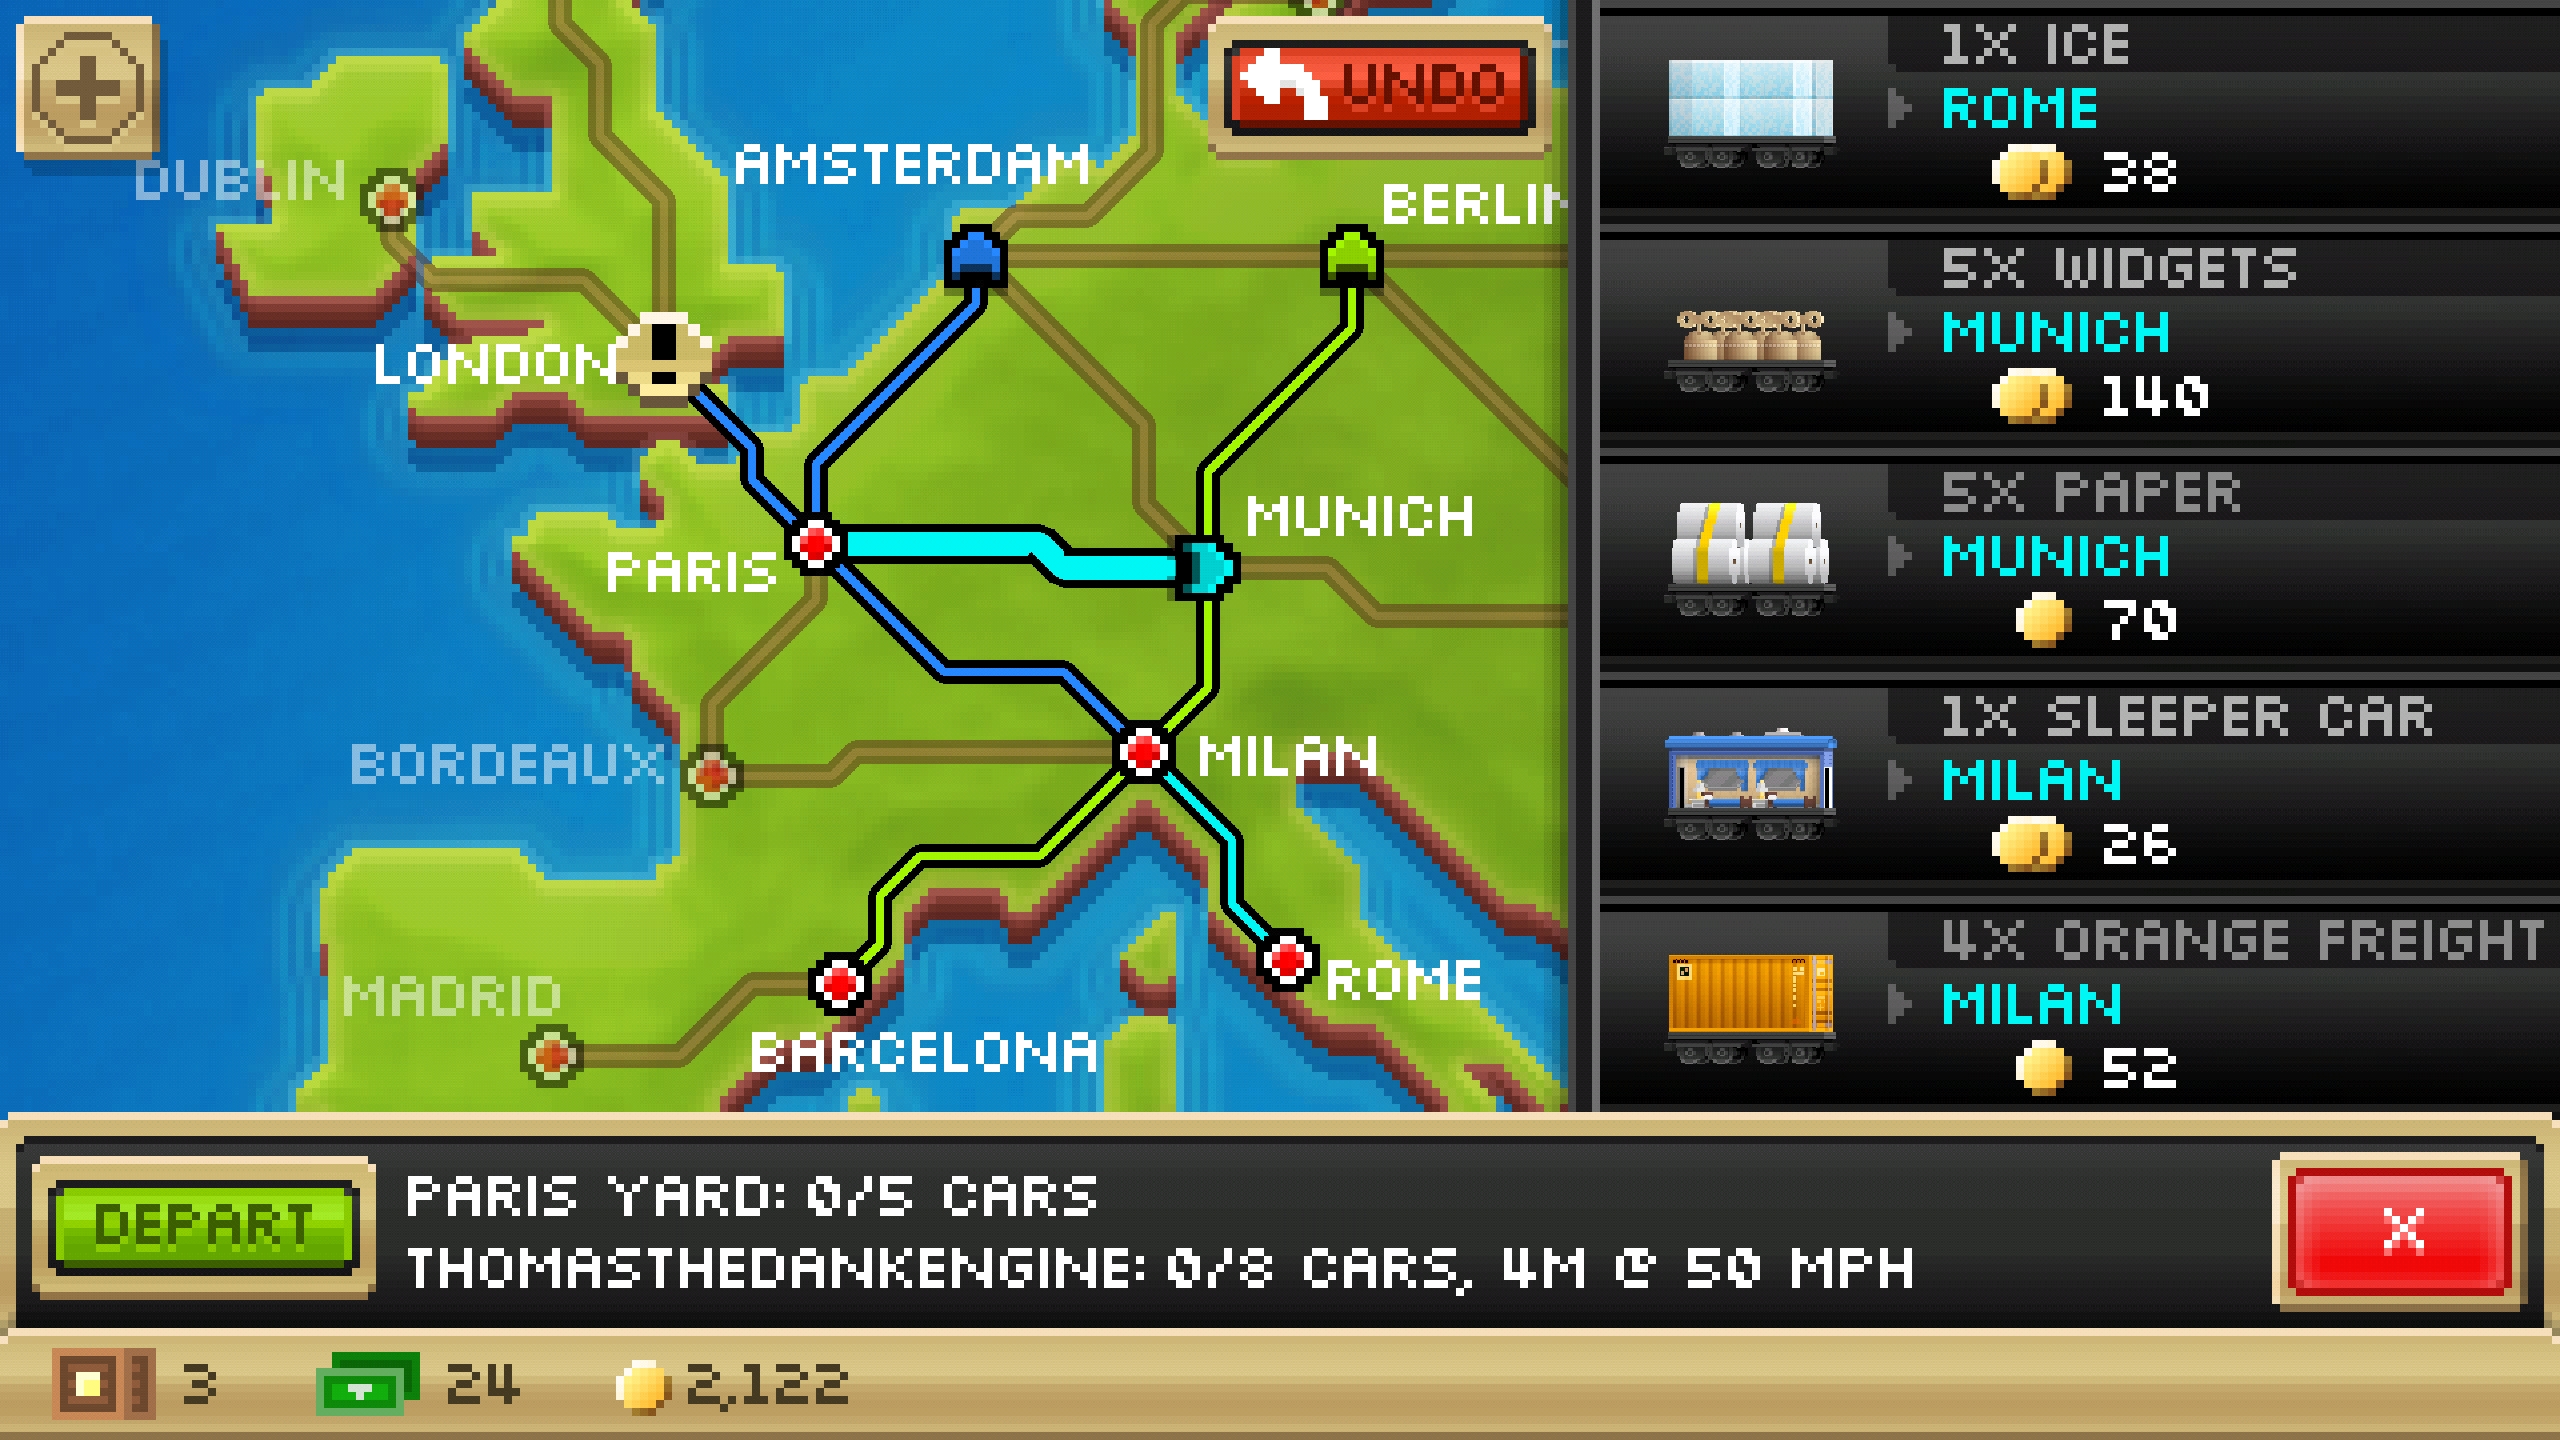 UNDO
AMSTERDAM
DUBLIN
BERLIN
LONDON
MUNICH
PARIS
BORDEAUX
MILAN
MADRID
ROME
BARCELONA
1X ICE
ROME
38
5X WIDGETS
MUNICH
140
5X PAPER
MUNICH
70
1X SLEEPER CAR
MILAN
26
4X ORANGE FREIGHT
MILAN
52
DEPART
PARIS YARD: 0/5 CARS
THOMASTHEDANKENGINE: 0/8 CARS, 4M @ 50 MPH
X
3 24 2,122